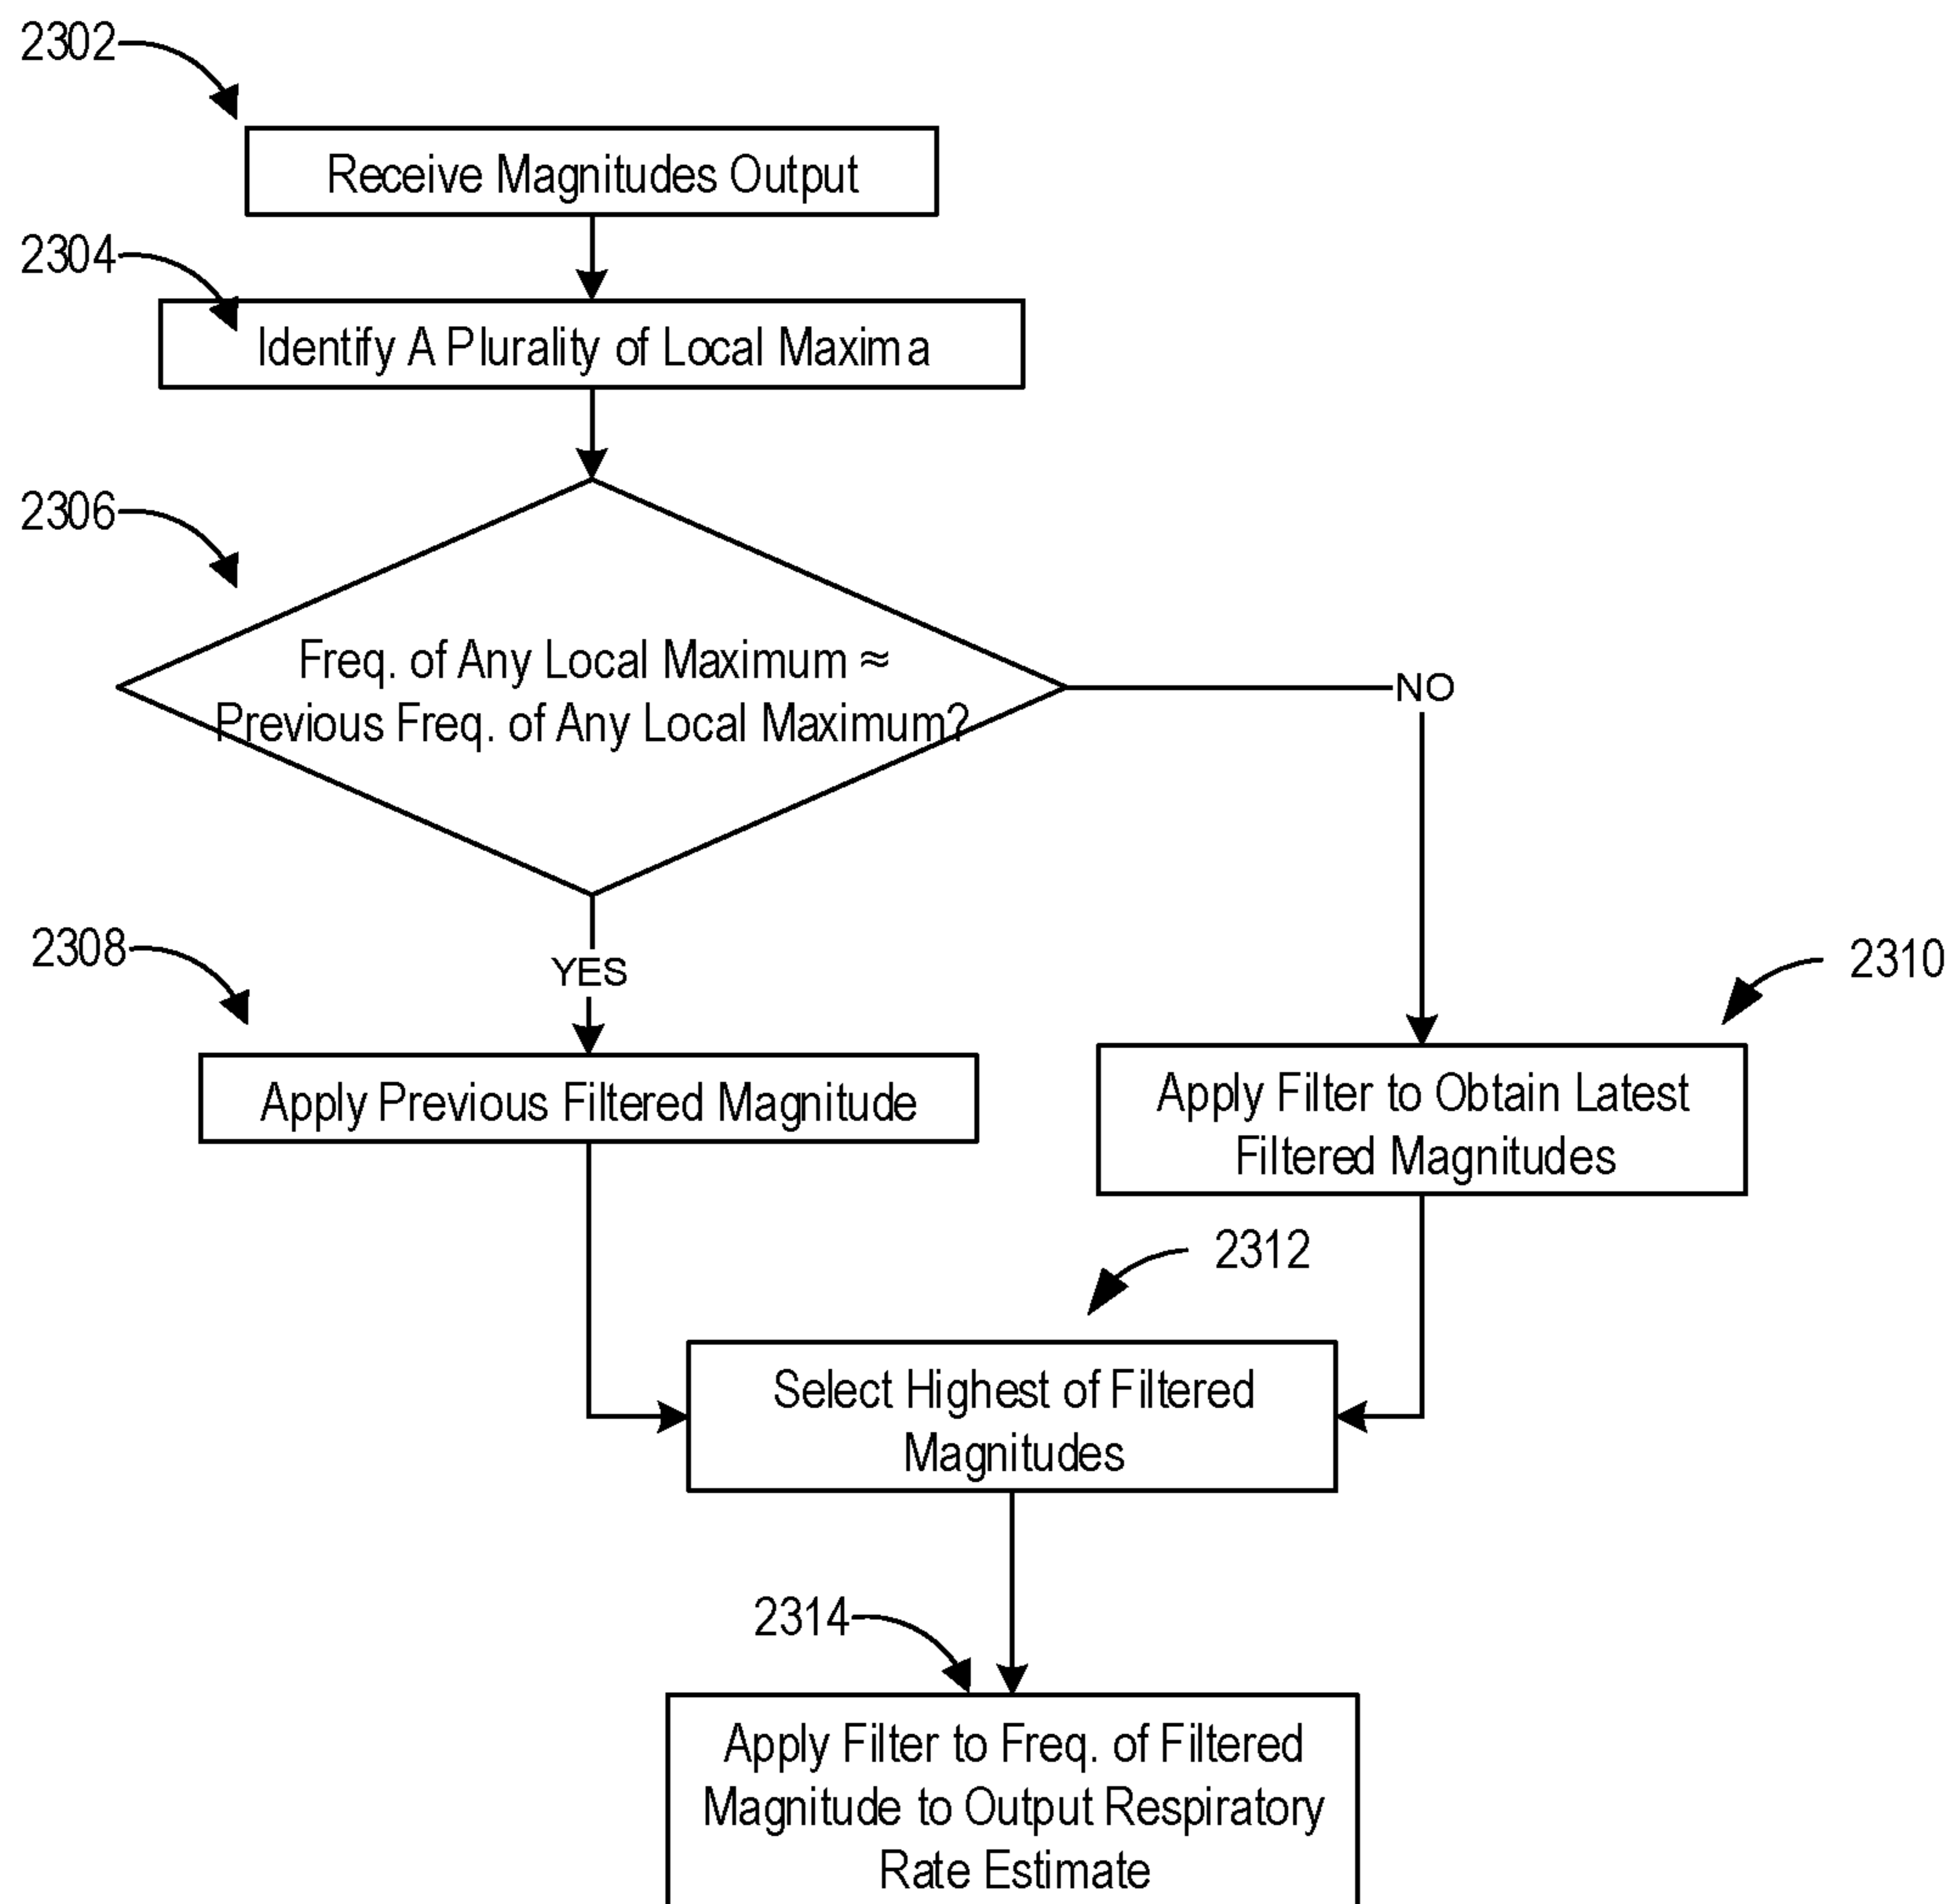 2302
Receive Magnitudes Output
2304
Identify A Plurality of Local Maxima
2306
Freq. of Any Local Maximum ≈
Previous Freq. of Any Local Maximum?
NO
YES
2308
Apply Previous Filtered Magnitude
2310
Apply Filter to Obtain Latest
Filtered Magnitudes
2312
Select Highest of Filtered
Magnitudes
2314
Apply Filter to Freq. of Filtered
Magnitude to Output Respiratory
Rate Estimate